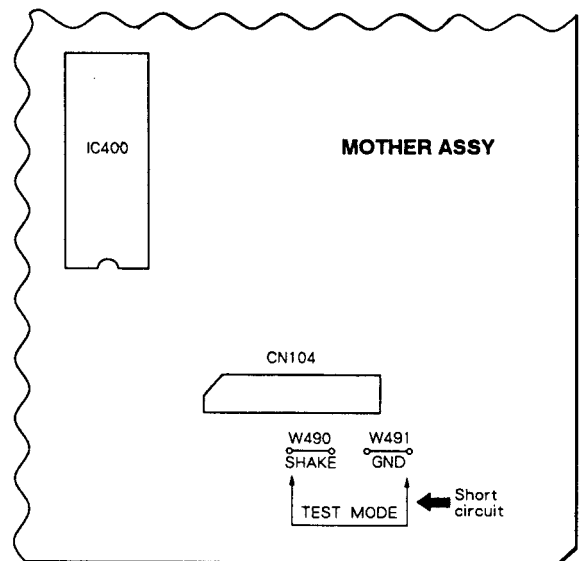 IC400
MOTHER ASSY
CN104
W490 W491
SHAKE GND
TEST MODE
Short
circuit